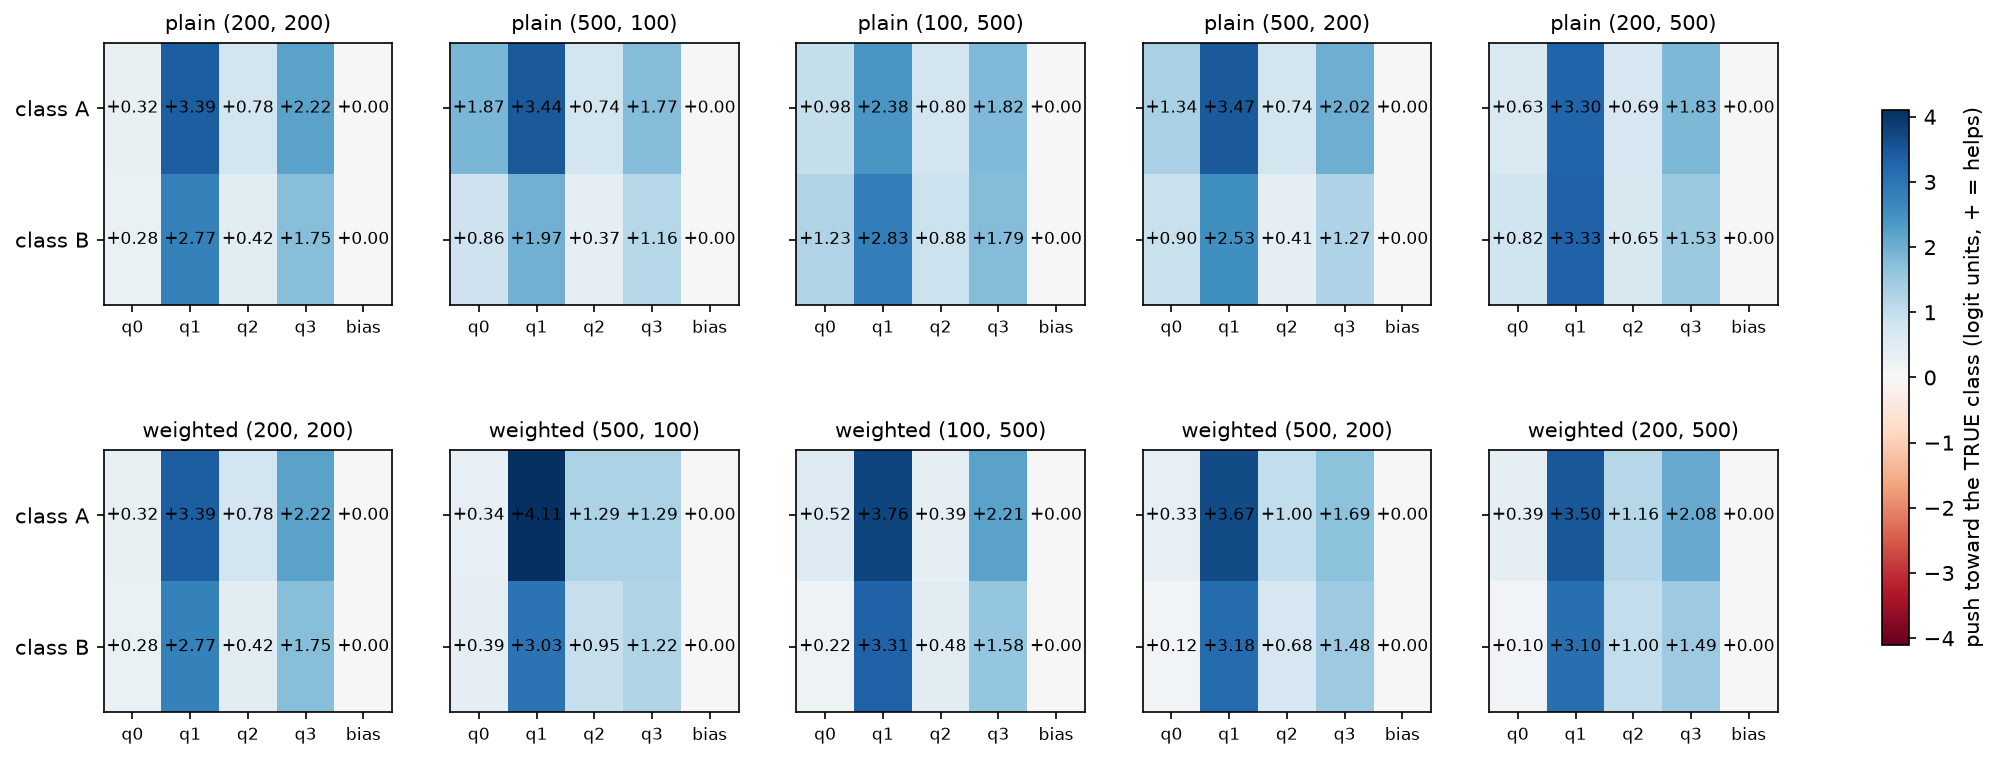 plain (200, 200) plain (500, 100) plain (100, 500) plain (500, 200) plain (200, 500)
class A +0.32 +3.39 +0.78 +2.22 +0.00 +1.87 +3.44 +0.74 +1.77 +0.00 +0.98 +2.38 +0.80 +1.82 +0.00 +1.34 +3.47 +0.74 +2.02 +0.00 +0.63 +3.30 +0.69 +1.83 +0.00
class B +0.28 +2.77 +0.42 +1.75 +0.00 +0.86 +1.97 +0.37 +1.16 +0.00 +1.23 +2.83 +0.88 +1.79 +0.00 +0.90 +2.53 +0.41 +1.27 +0.00 +0.82 +3.33 +0.65 +1.53 +0.00
q0 q1 q2 q3 bias q0 q1 q2 q3 bias q0 q1 q2 q3 bias q0 q1 q2 q3 bias q0 q1 q2 q3 bias
weighted (200, 200) weighted (500, 100) weighted (100, 500) weighted (500, 200) weighted (200, 500)
class A +0.32 +3.39 +0.78 +2.22 +0.00 +0.34 +4.11 +1.29 +1.29 +0.00 +0.52 +3.76 +0.39 +2.21 +0.00 +0.33 +3.67 +1.00 +1.69 +0.00 +0.39 +3.50 +1.16 +2.08 +0.00
class B +0.28 +2.77 +0.42 +1.75 +0.00 +0.39 +3.03 +0.95 +1.22 +0.00 +0.22 +3.31 +0.48 +1.58 +0.00 +0.12 +3.18 +0.68 +1.48 +0.00 +0.10 +3.10 +1.00 +1.49 +0.00
q0 q1 q2 q3 bias q0 q1 q2 q3 bias q0 q1 q2 q3 bias q0 q1 q2 q3 bias q0 q1 q2 q3 bias
4
3
2
1
0
−1
−2
−3
−4
push toward the TRUE class (logit units, + = helps)